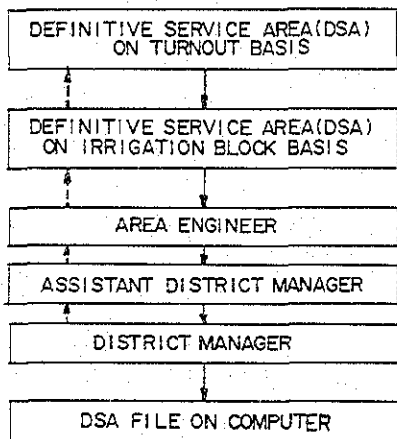 DEFINITIVE SERVICE AREA(DSA)
ON TURNOUT BASIS
DEFINITIVE SERVICE AREA(DSA)
ON IRRIGATION BLOCK BASIS
AREA ENGINEER
ASSISTANT DISTRICT MANAGER
DISTRICT MANAGER
DSA FILE ON COMPUTER